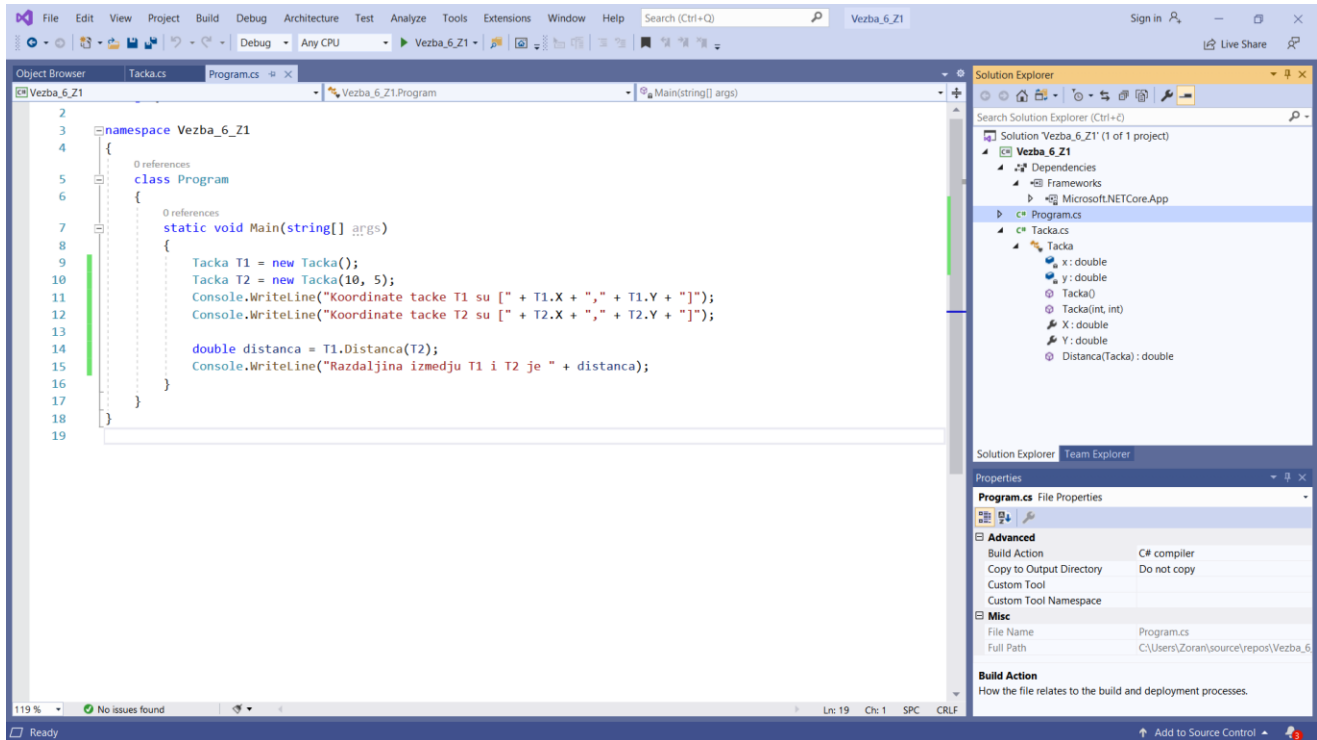 File Edit View Project Build Debug Architecture Test Analyze Tools Extensions Window Help Search (Ctrl+Q) Vezba_6_Z1 Sign in
Debug Any CPU Vezba_6_Z1 Live Share
Object Browser Tacka.cs Program.cs
Vezba_6_Z1 Vezba_6_Z1.Program Main(string[] args)
2
3 namespace Vezba_6_Z1
4 {
0 references
5 class Program
6 {
0 references
7 static void Main(string[] args)
8 {
9 Tacka T1 = new Tacka();
10 Tacka T2 = new Tacka(10, 5);
11 Console.WriteLine("Koordinate tacke T1 su [" + T1.X + "," + T1.Y + "]");
12 Console.WriteLine("Koordinate tacke T2 su [" + T2.X + "," + T2.Y + "]");
13
14 double distanca = T1.Distanca(T2);
15 Console.WriteLine("Razdaljina izmedju T1 i T2 je " + distanca);
16 }
17 }
18 }
19
119 % No issues found Ln: 19 Ch: 1 SPC CRLF
Solution Explorer
Search Solution Explorer (Ctrl+č)
Solution 'Vezba_6_Z1' (1 of 1 project)
C# Vezba_6_Z1
Dependencies
Frameworks
Microsoft.NETCore.App
C# Program.cs
C# Tacka.cs
Tacka
x : double
y : double
Tacka()
Tacka(int, int)
X : double
Y : double
Distanca(Tacka) : double
Solution Explorer Team Explorer
Properties
Program.cs File Properties
Advanced
Build Action C# compiler
Copy to Output Directory Do not copy
Custom Tool
Custom Tool Namespace
Misc
File Name Program.cs
Full Path C:\Users\Zoran\source\repos\Vezba_6
Build Action
How the file relates to the build and deployment processes.
Ready Add to Source Control 3